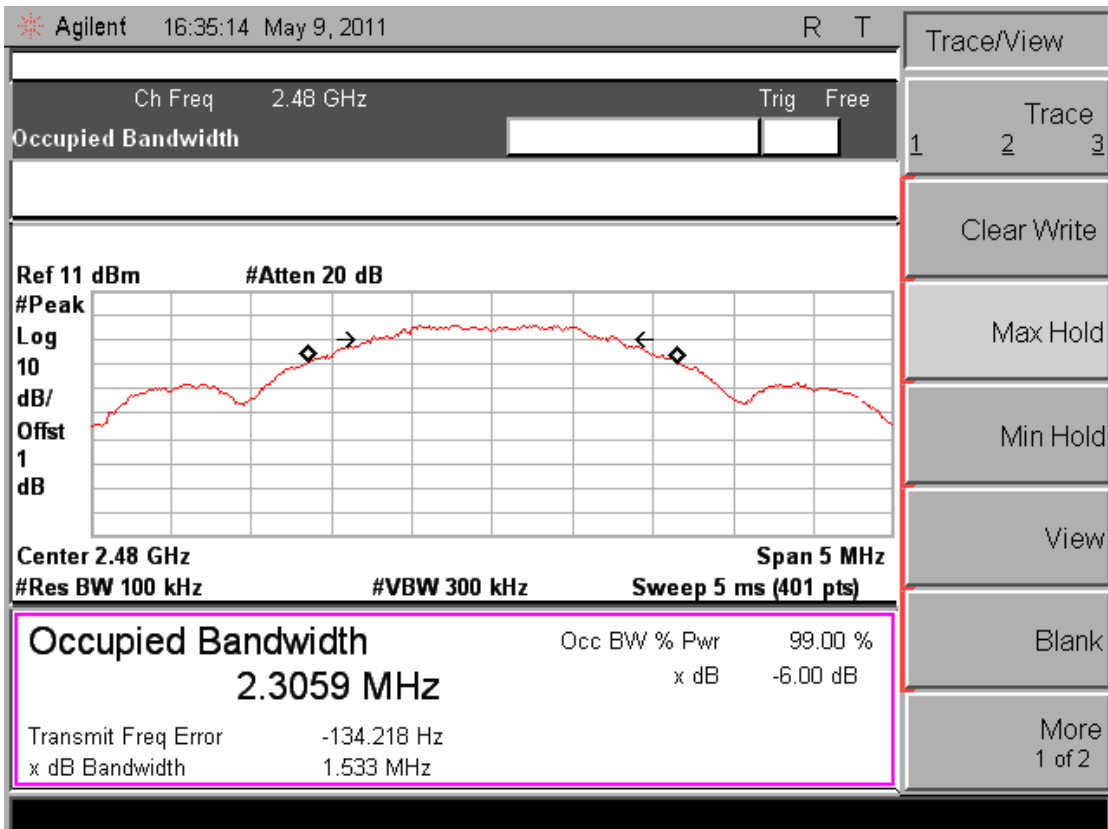 Agilent 16:35:14 May 9, 2011 R T
Trace/View
Ch Freq 2.48 GHz Trig Free
Occupied Bandwidth
Ref 11 dBm #Atten 20 dB
#Peak
Log
10
dB/
Offst
1
dB
Center 2.48 GHz Span 5 MHz
#Res BW 100 kHz #VBW 300 kHz Sweep 5 ms (401 pts)
Occupied Bandwidth
2.3059 MHz
Occ BW % Pwr 99.00 %
x dB -6.00 dB
Transmit Freq Error -134.218 Hz
x dB Bandwidth 1.533 MHz
Trace
1 2 3
Clear Write
Max Hold
Min Hold
View
Blank
More
1 of 2